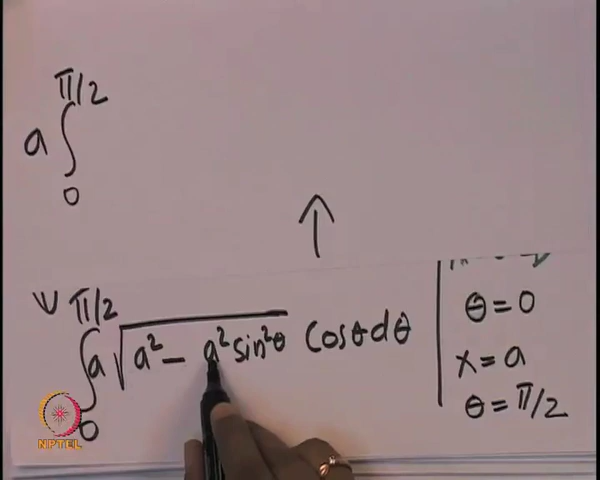 a ∫₀^{π/2}
∫₀^{π/2} a √(a² − a² sin²θ) cosθ dθ
θ = 0
x = a
θ = π/2
NPTEL